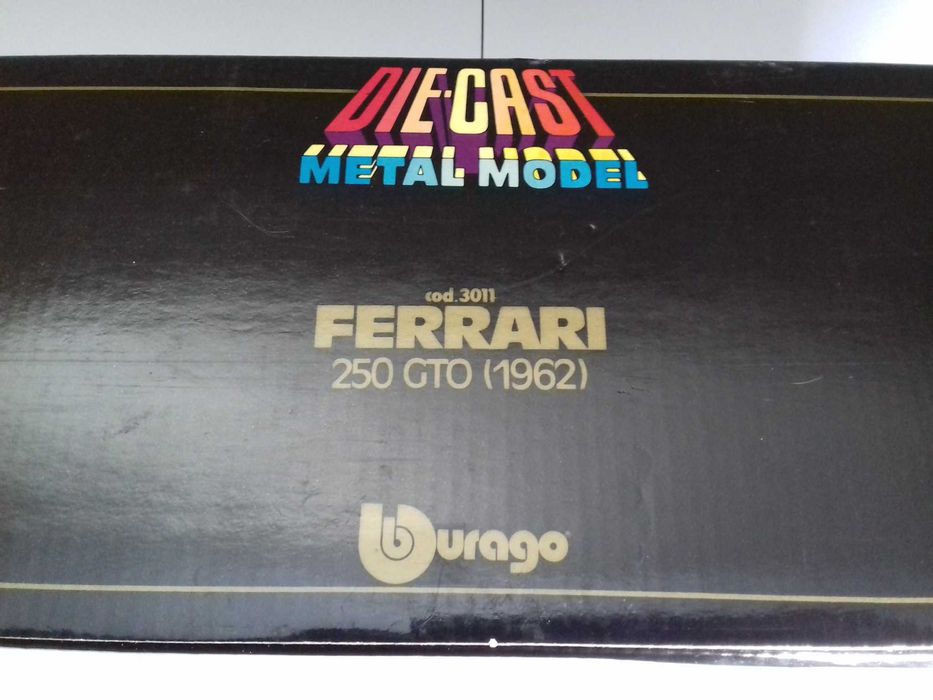 DIE-CAST
METAL MODEL
cod.3011
FERRARI
250 GTO (1962)
burago®